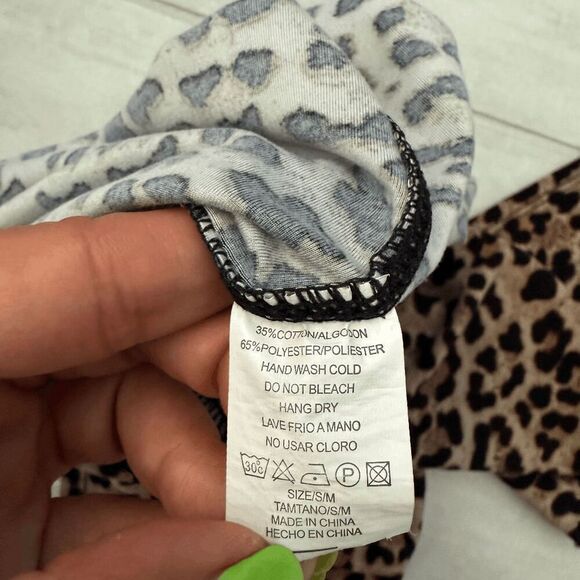 35%COTTON/ALGODON
65%POLYESTER/POLIESTER
HAND WASH COLD
DO NOT BLEACH
HANG DRY
LAVE FRIO A MANO
NO USAR CLORO
30C P
SIZE/S/M
TAMTANO/S/M
MADE IN CHINA
HECHO EN CHINA